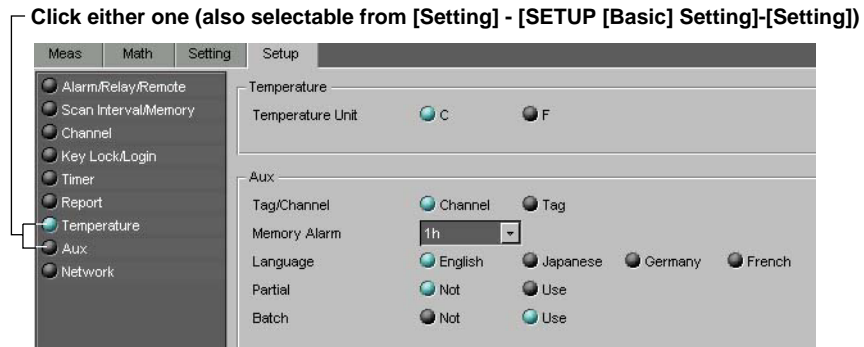 Click either one (also selectable from [Setting] - [SETUP [Basic] Setting]-[Setting])
Meas Math Setting Setup
Alarm/Relay/Remote
Scan Interval/Memory
Channel
Key Lock/Login
Timer
Report
Temperature
Aux
Network
Temperature
Temperature Unit C F
Aux
Tag/Channel Channel Tag
Memory Alarm 1h
Language English Japanese Germany French
Partial Not Use
Batch Not Use